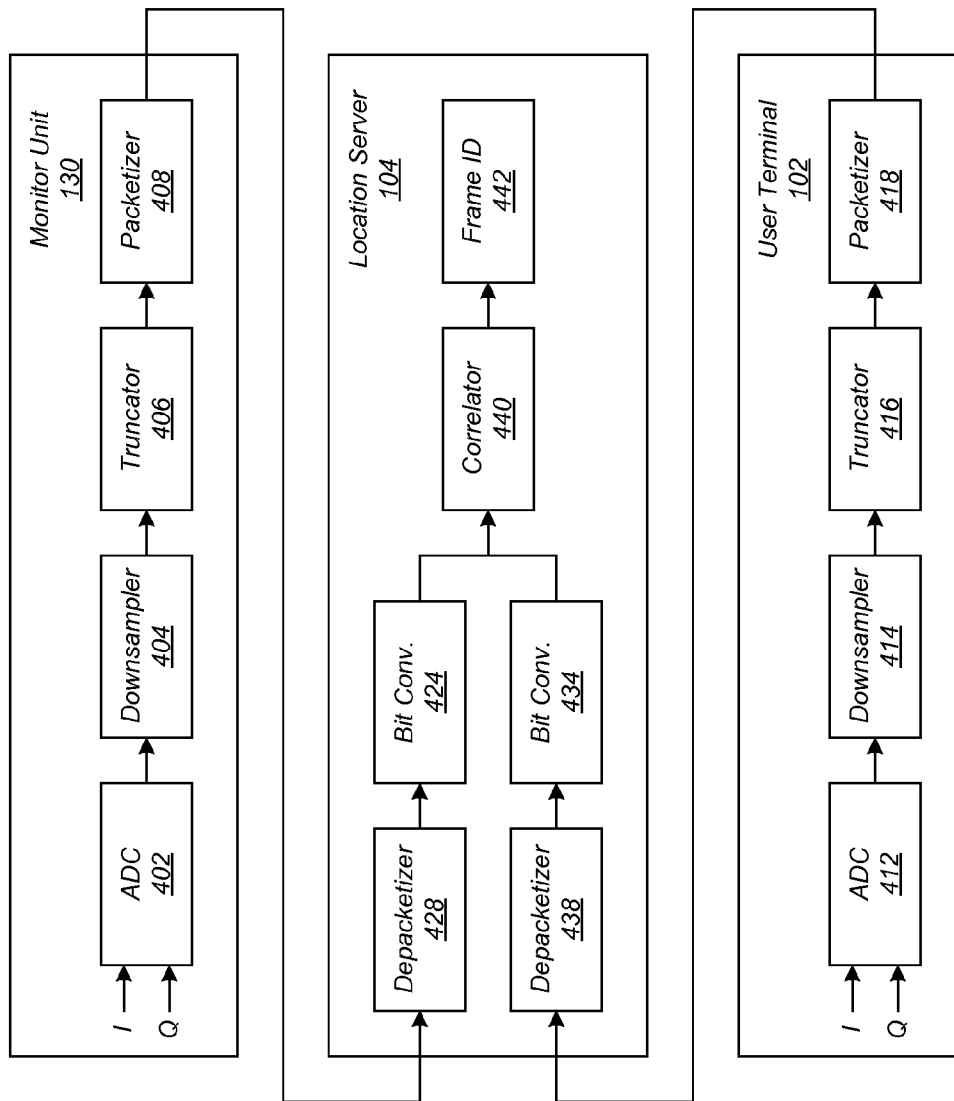 Monitor Unit
130
I
Q
ADC
402
Downsampler
404
Truncator
406
Packetizer
408
Location Server
104
Depacketizer
428
Bit Conv.
424
Depacketizer
438
Bit Conv.
434
Correlator
440
Frame ID
442
User Terminal
102
I
Q
ADC
412
Downsampler
414
Truncator
416
Packetizer
418